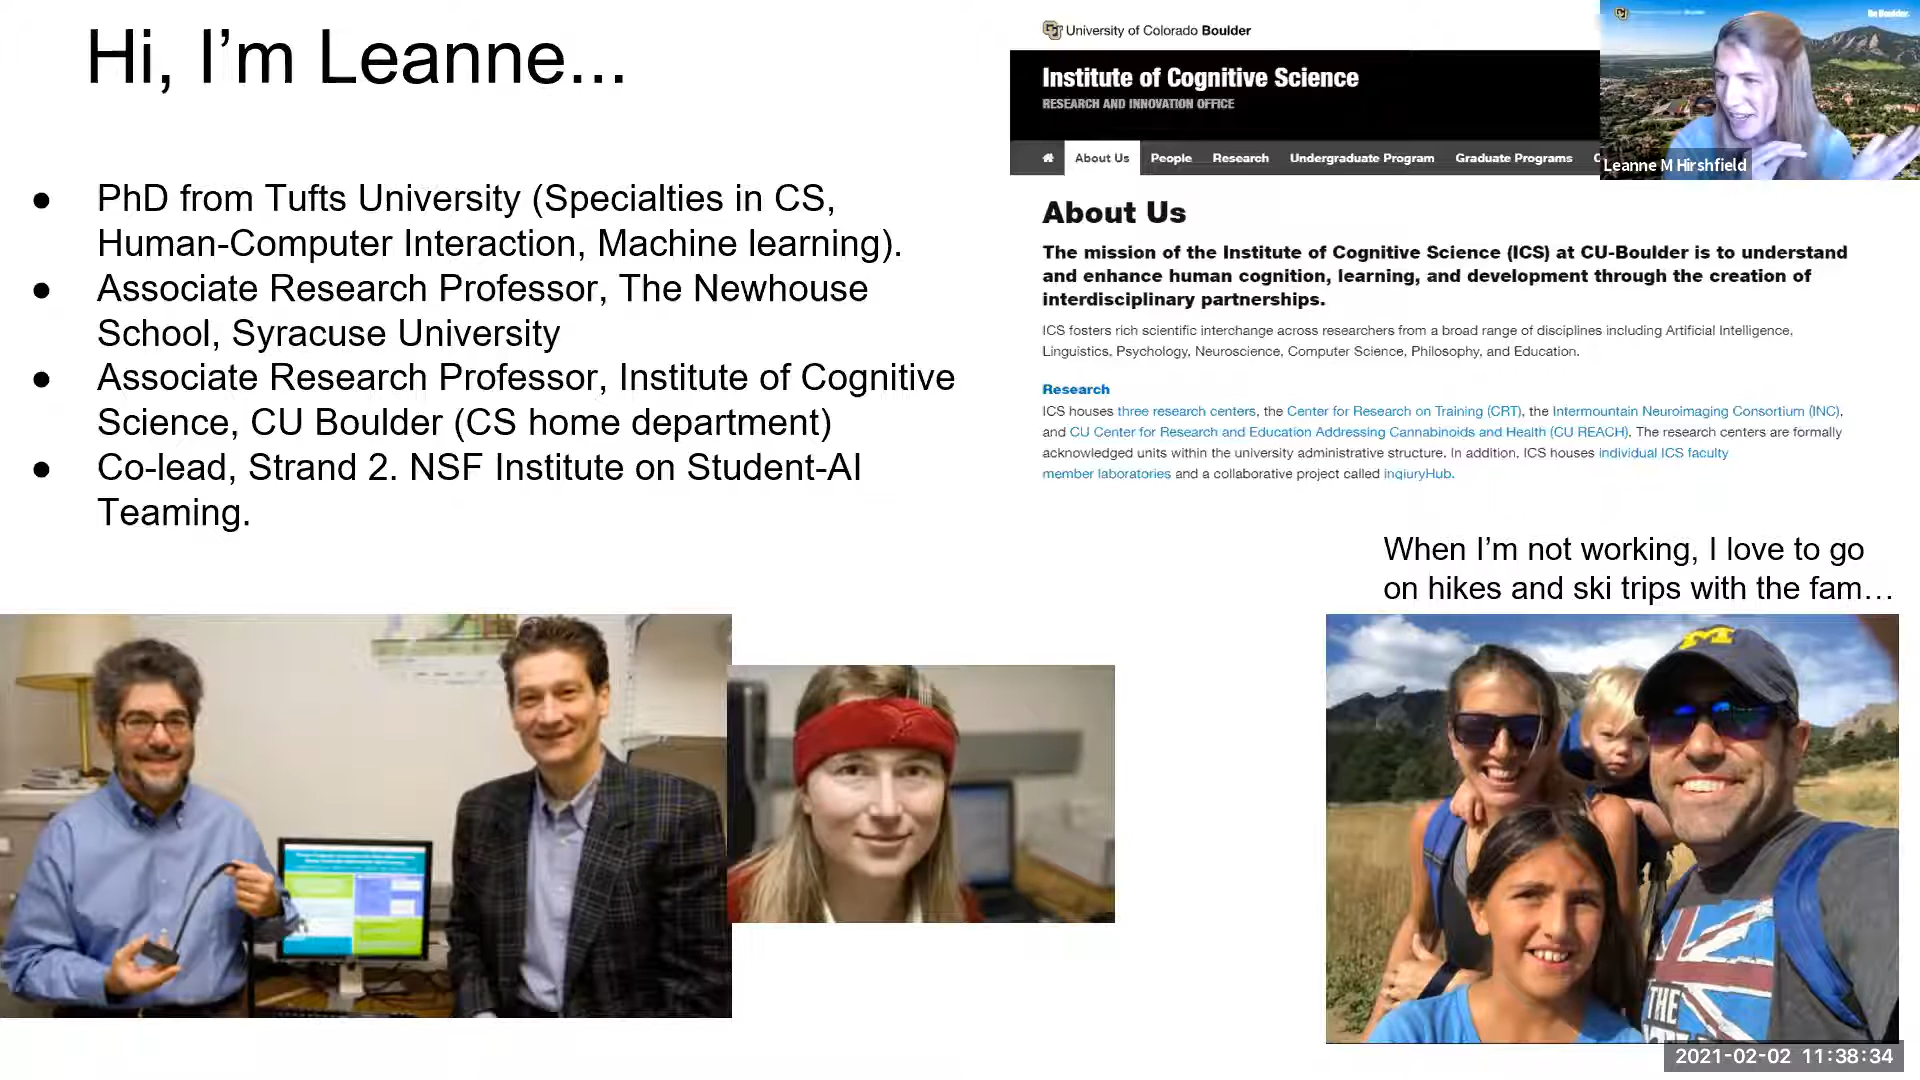 Hi, I’m Leanne...
● PhD from Tufts University (Specialties in CS,
Human-Computer Interaction, Machine learning).
● Associate Research Professor, The Newhouse
School, Syracuse University
● Associate Research Professor, Institute of Cognitive
Science, CU Boulder (CS home department)
● Co-lead, Strand 2. NSF Institute on Student-AI
Teaming.
University of Colorado Boulder
Institute of Cognitive Science
RESEARCH AND INNOVATION OFFICE
About Us People Research Undergraduate Program Graduate Programs
Be Boulder.
Leanne M Hirshfield
About Us
The mission of the Institute of Cognitive Science (ICS) at CU-Boulder is to understand
and enhance human cognition, learning, and development through the creation of
interdisciplinary partnerships.
ICS fosters rich scientific interchange across researchers from a broad range of disciplines including Artificial Intelligence,
Linguistics, Psychology, Neuroscience, Computer Science, Philosophy, and Education.
Research
ICS houses three research centers, the Center for Research on Training (CRT), the Intermountain Neuroimaging Consortium (INC),
and CU Center for Research and Education Addressing Cannabinoids and Health (CU REACH). The research centers are formally
acknowledged units within the university administrative structure. In addition, ICS houses individual ICS faculty
member laboratories and a collaborative project called inqiuryHub.
When I’m not working, I love to go
on hikes and ski trips with the fam…
M
THE
2021-02-02 11:38:34